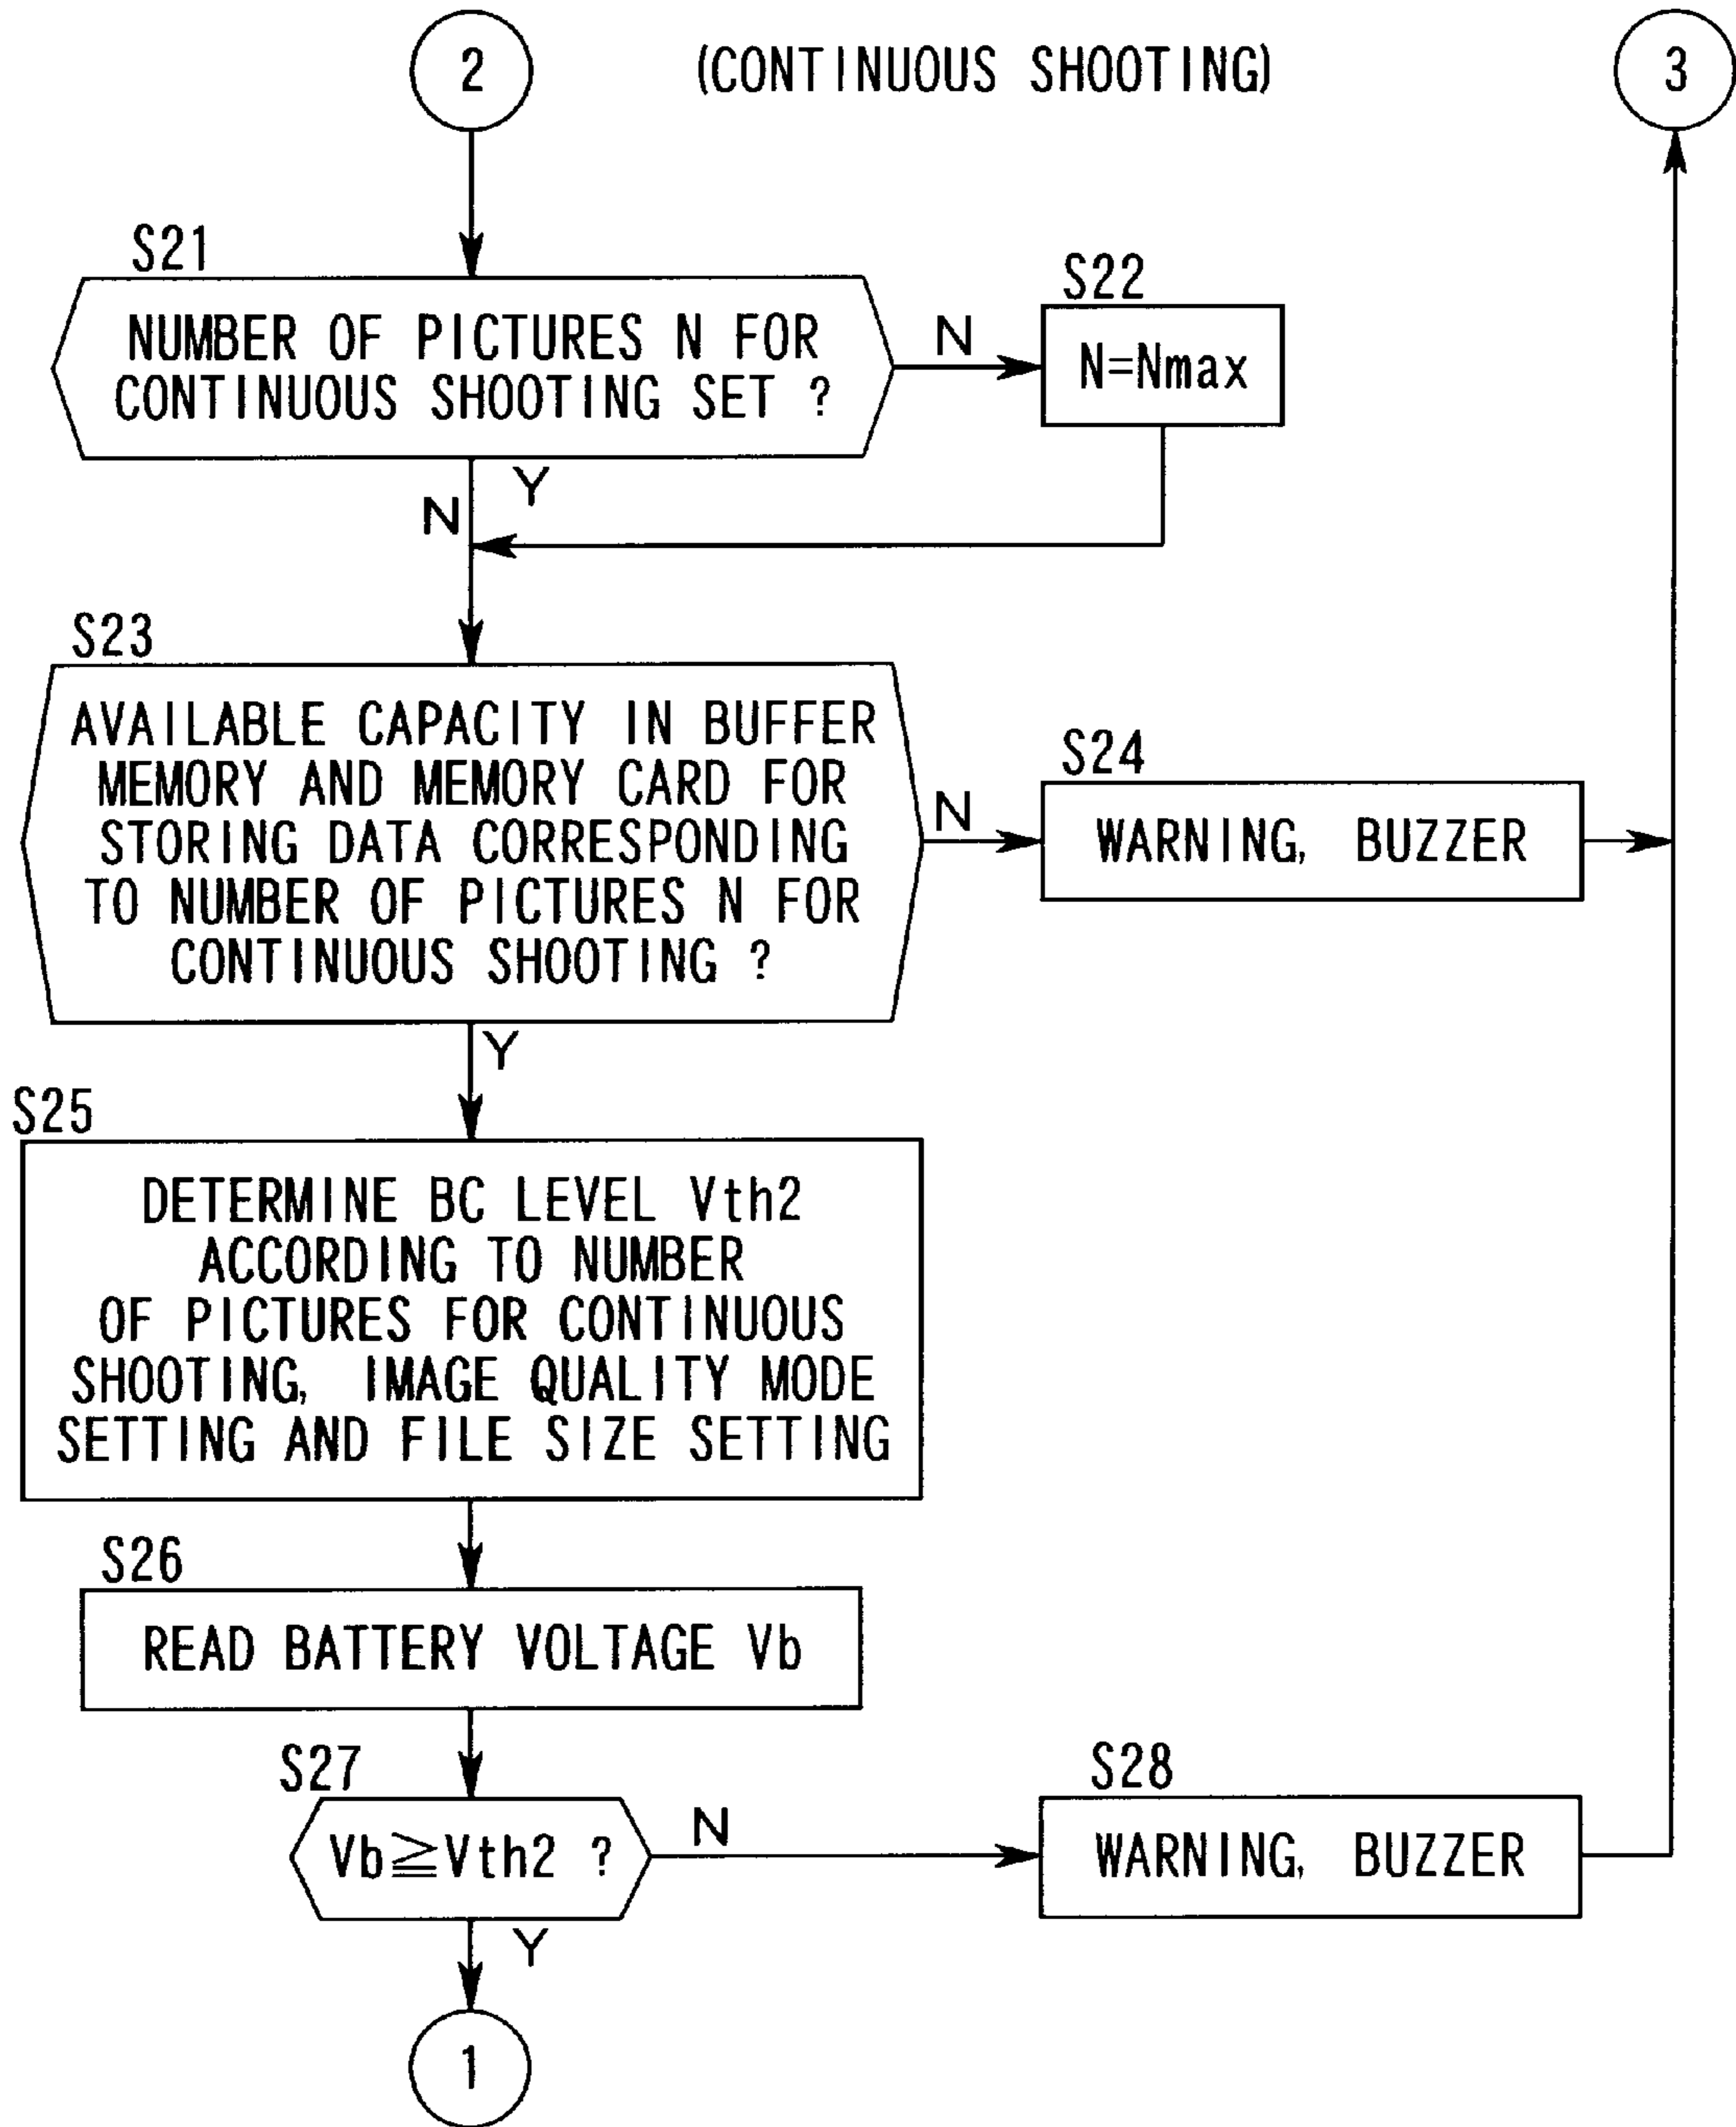 2
(CONTINUOUS SHOOTING)
3
S21
NUMBER OF PICTURES N FOR
CONTINUOUS SHOOTING SET ?
N
S22
N=Nmax
Y
N
S23
AVAILABLE CAPACITY IN BUFFER
MEMORY AND MEMORY CARD FOR
STORING DATA CORRESPONDING
TO NUMBER OF PICTURES N FOR
CONTINUOUS SHOOTING ?
N
S24
WARNING, BUZZER
Y
S25
DETERMINE BC LEVEL Vth2
ACCORDING TO NUMBER
OF PICTURES FOR CONTINUOUS
SHOOTING, IMAGE QUALITY MODE
SETTING AND FILE SIZE SETTING
S26
READ BATTERY VOLTAGE Vb
S27
Vb≧Vth2 ?
N
S28
WARNING, BUZZER
Y
1